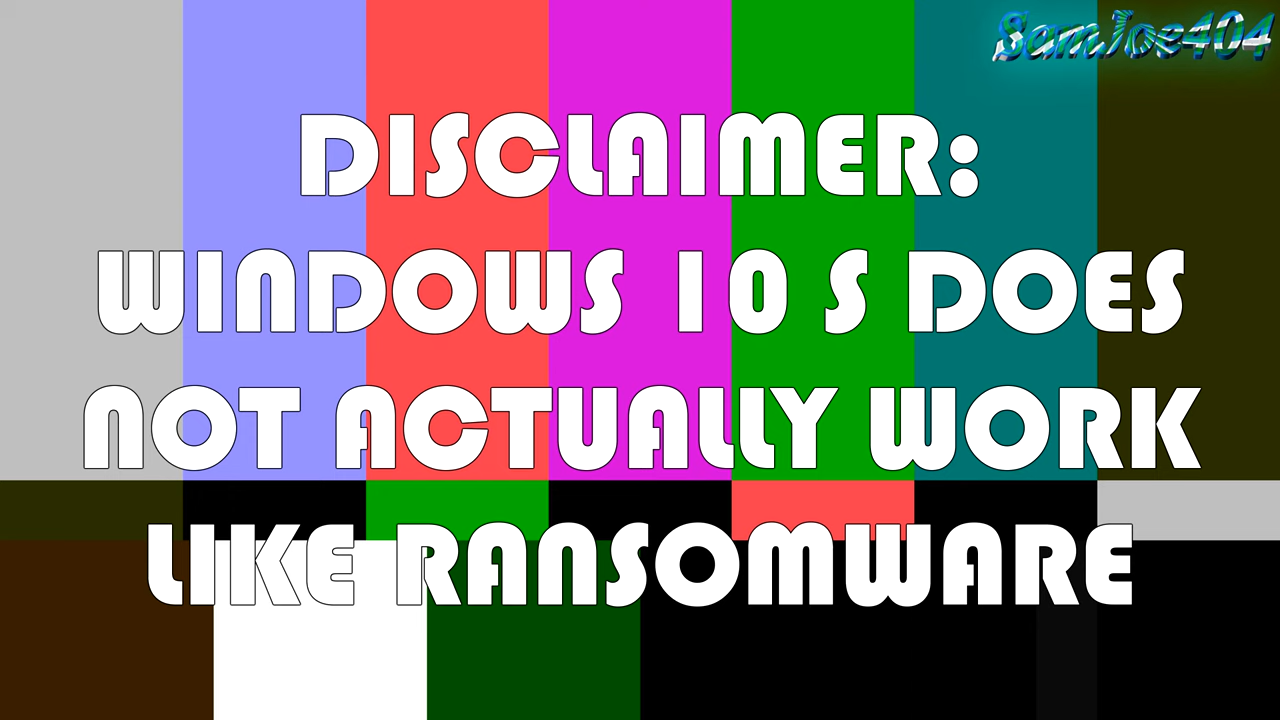 SamJoe404
DISCLAIMER:
WINDOWS 10 S DOES
NOT ACTUALLY WORK
LIKE RANSOMWARE